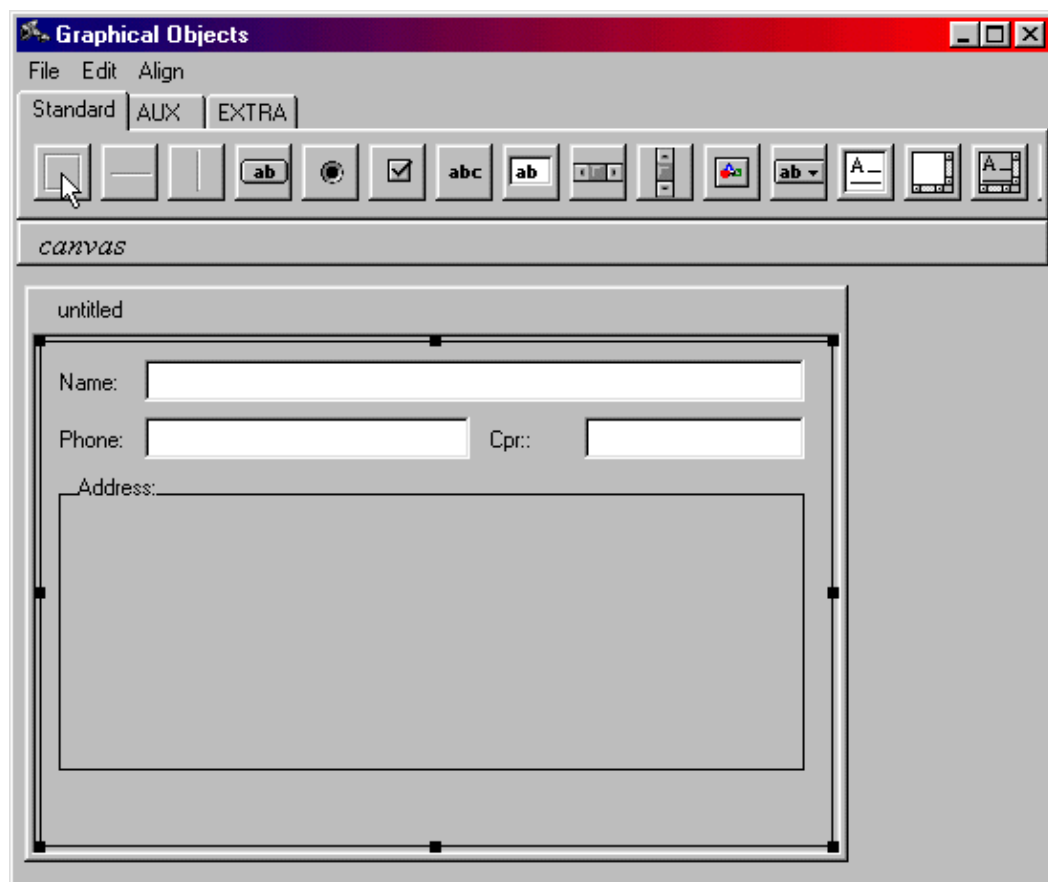 Graphical Objects
File Edit Align
Standard AUX EXTRA
ab abc ab ab A A
canvas
untitled
Name:
Phone: Cpr::
Address: